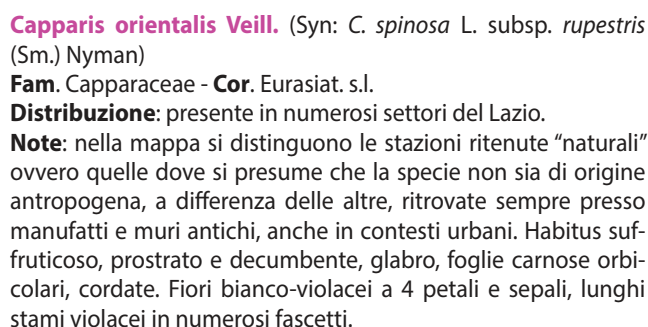 Capparis orientalis Veill. (Syn: C. spinosa L. subsp. rupestris
(Sm.) Nyman)
Fam. Capparaceae - Cor. Eurasiat. s.l.
Distribuzione: presente in numerosi settori del Lazio.
Note: nella mappa si distinguono le stazioni ritenute “naturali”
ovvero quelle dove si presume che la specie non sia di origine
antropogena, a differenza delle altre, ritrovate sempre presso
manufatti e muri antichi, anche in contesti urbani. Habitus suf-
fruticoso, prostrato e decumbente, glabro, foglie carnose orbi-
colari, cordate. Fiori bianco-violacei a 4 petali e sepali, lunghi
stami violacei in numerosi fascetti.